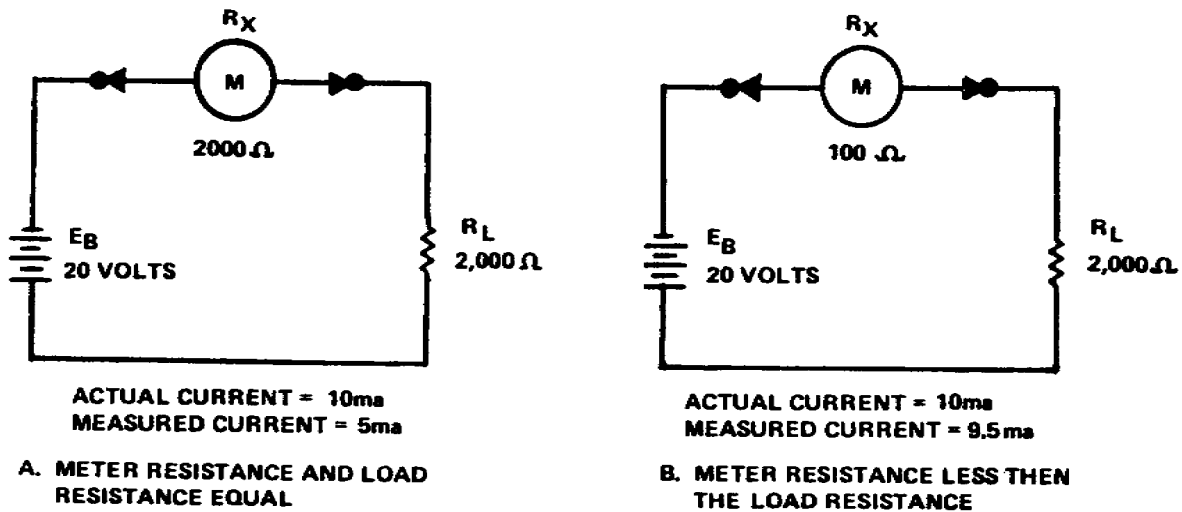 RX
M
2000 Ω
EB
20 VOLTS
RL
2,000 Ω
ACTUAL CURRENT = 10ma
MEASURED CURRENT = 5ma
A. METER RESISTANCE AND LOAD
RESISTANCE EQUAL
RX
M
100 Ω
EB
20 VOLTS
RL
2,000 Ω
ACTUAL CURRENT = 10ma
MEASURED CURRENT = 9.5ma
B. METER RESISTANCE LESS THEN
THE LOAD RESISTANCE